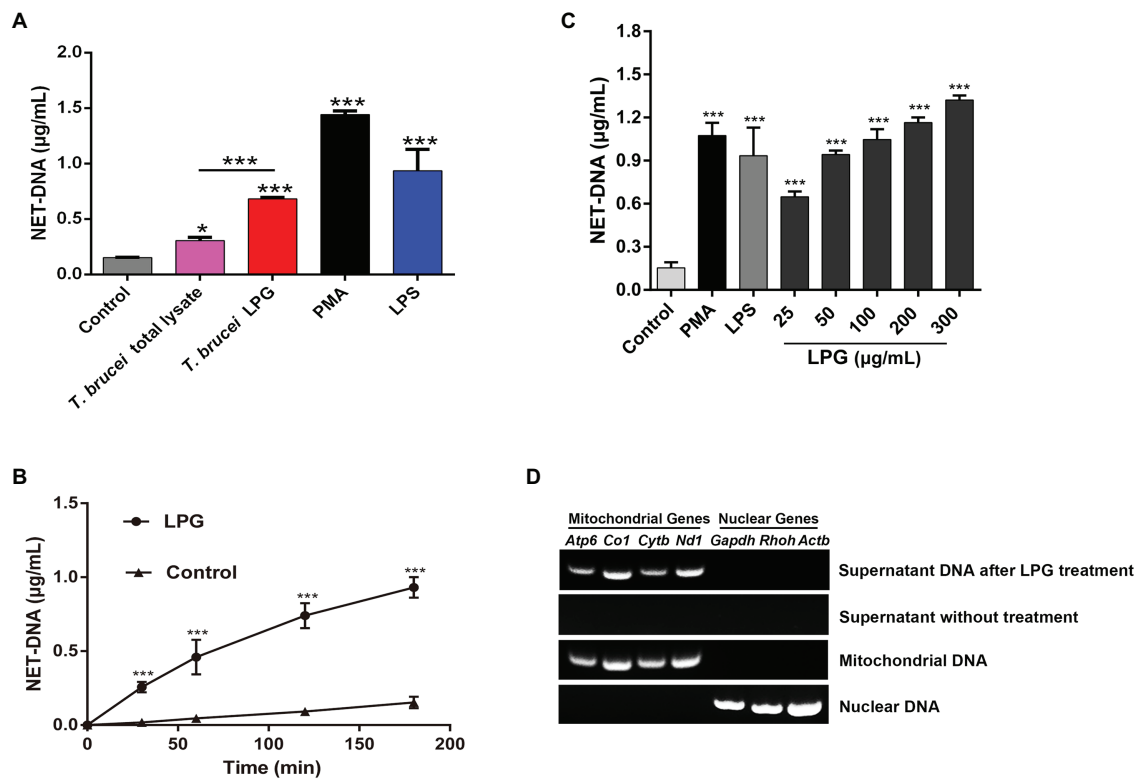 A
NET-DNA (µg/mL)
2.0
1.5
1.0
0.5
0.0
***
*
***
***
***
Control
T. brucei total lysate
T. brucei LPG
PMA
LPS
C
NET-DNA (µg/mL)
1.8
1.5
1.2
0.9
0.6
0.3
0.0
***
***
***
***
***
***
***
Control
PMA
LPS
25
50
100
200
300
LPG (µg/mL)
B
NET-DNA (µg/mL)
1.5
1.0
0.5
0.0
LPG
Control
***
***
***
***
0
50
100
150
200
Time (min)
D
Mitochondrial Genes Nuclear Genes
Atp6 Co1 Cytb Nd1 Gapdh Rhoh Actb
Supernatant DNA after LPG treatment
Supernatant without treatment
Mitochondrial DNA
Nuclear DNA